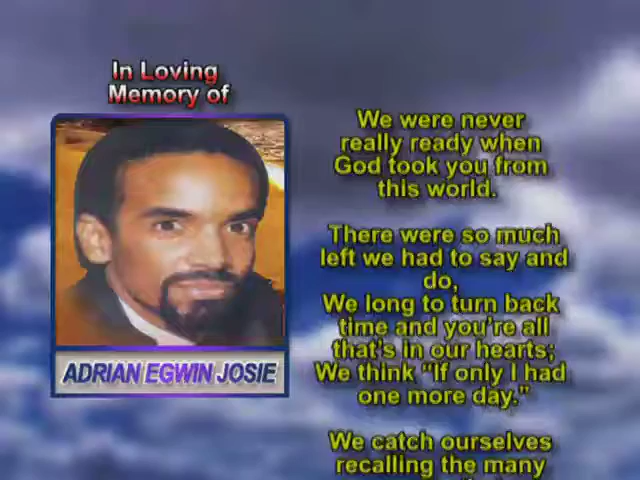 In Loving
Memory of
ADRIAN EGWIN JOSIE
We were never
really ready when
God took you from
this world.
There were so much
left we had to say and
do,
We long to turn back
time and you're all
that's in our hearts;
We think "If only I had
one more day."
We catch ourselves
recalling the many